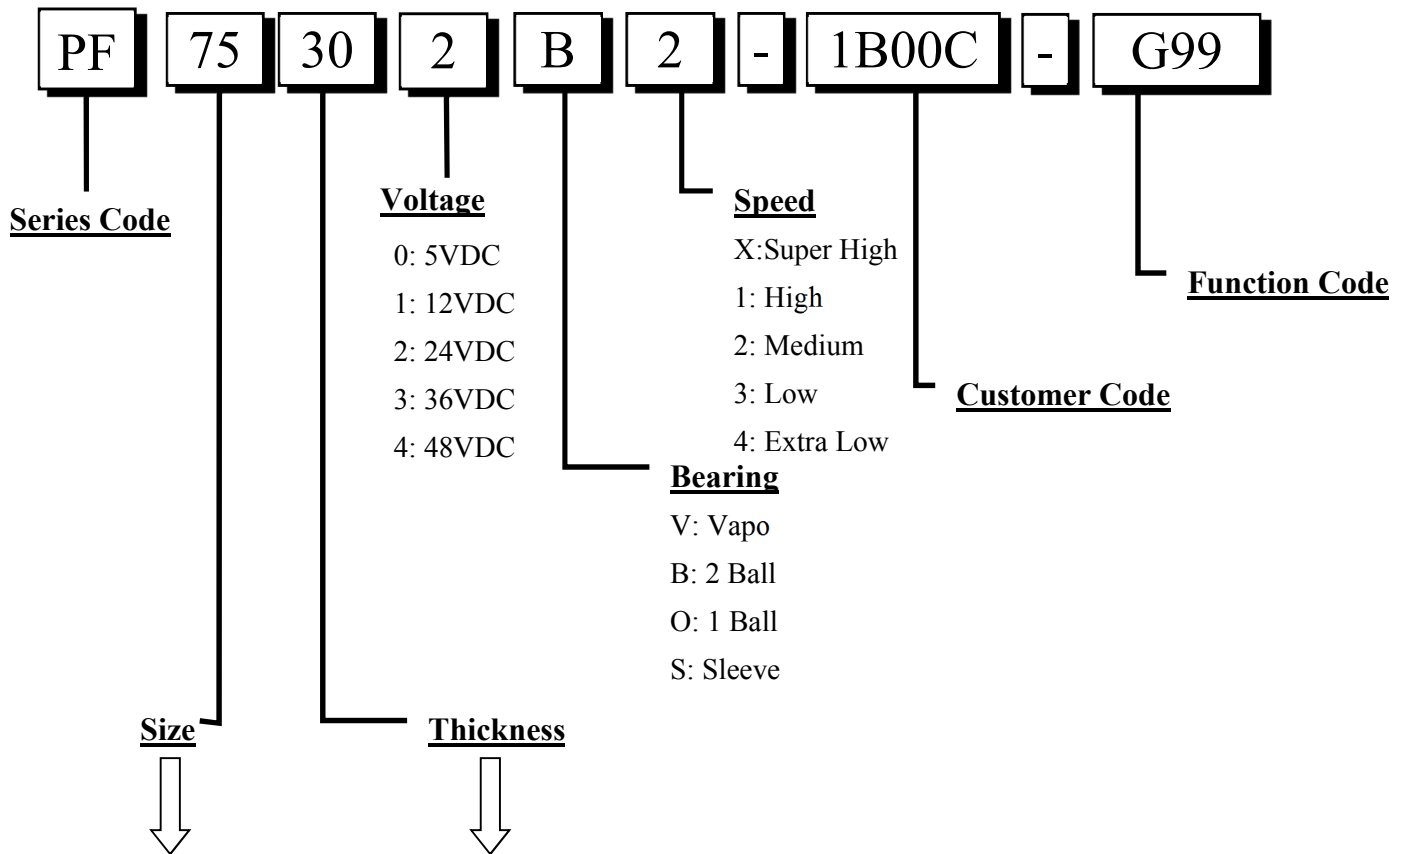 PF 75 30 2 B 2 - 1B00C - G99
Series Code
Voltage
0: 5VDC
1: 12VDC
2: 24VDC
3: 36VDC
4: 48VDC
Speed
X:Super High
1: High
2: Medium
3: Low
4: Extra Low
Function Code
Customer Code
Bearing
V: Vapo
B: 2 Ball
O: 1 Ball
S: Sleeve
Size
Thickness